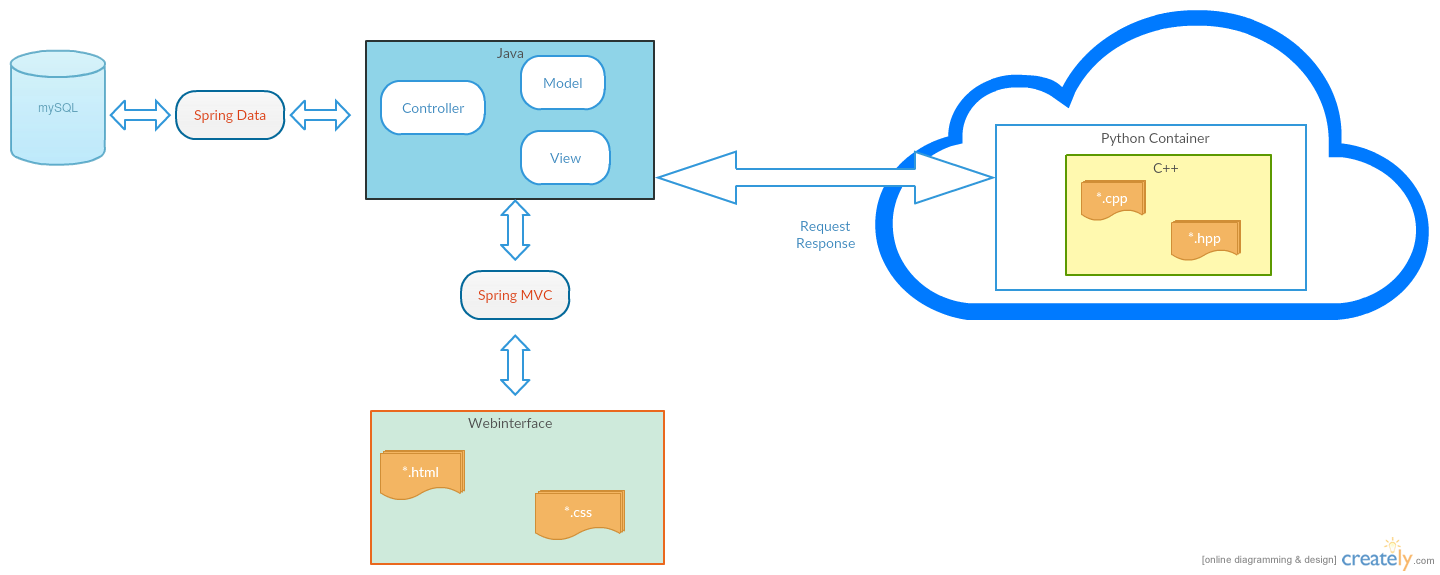 mySQL
Spring Data
Java
Controller
Model
View
Request
Response
Python Container
C++
*.cpp
*.hpp
Spring MVC
Webinterface
*.html
*.css
[online diagramming & design] creately.com